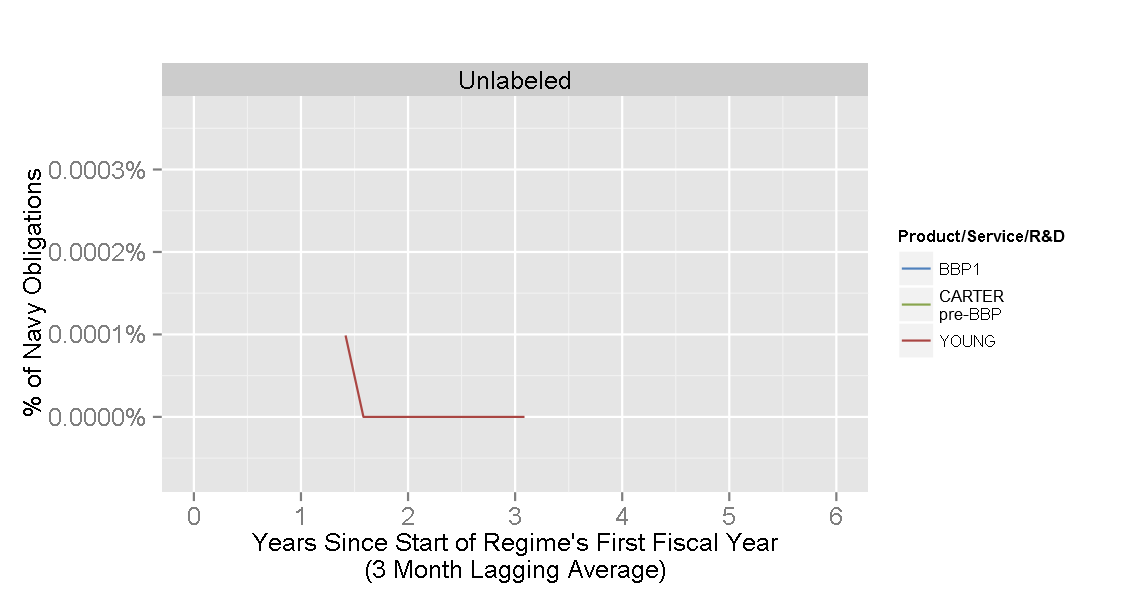 Unlabeled
% of Navy Obligations
0.0003%
0.0002%
0.0001%
0.0000%
0 1 2 3 4 5 6
Years Since Start of Regime's First Fiscal Year
(3 Month Lagging Average)
Product/Service/R&D
BBP1
CARTER
pre-BBP
YOUNG